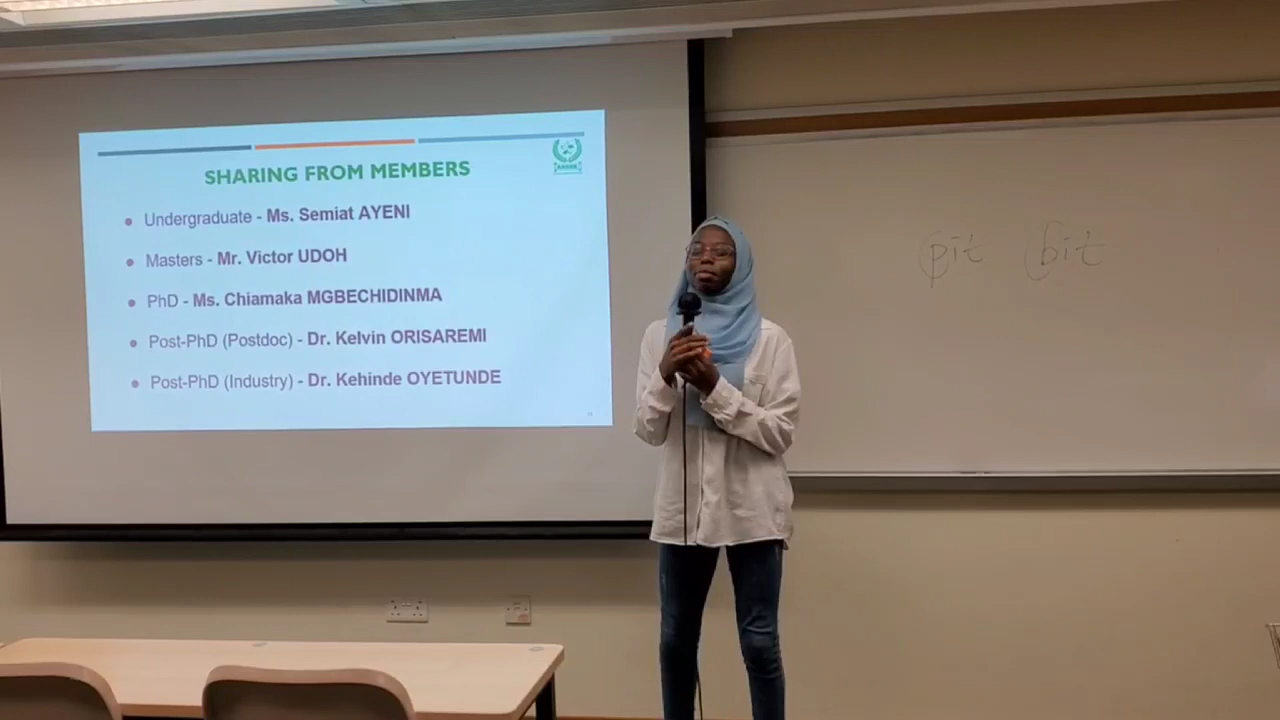 SHARING FROM MEMBERS
• Undergraduate - Ms. Semiat AYENI
• Masters - Mr. Victor UDOH
• PhD - Ms. Chiamaka MGBECHIDINMA
• Post-PhD (Postdoc) - Dr. Kelvin ORISAREMI
• Post-PhD (Industry) - Dr. Kehinde OYETUNDE
pit bit